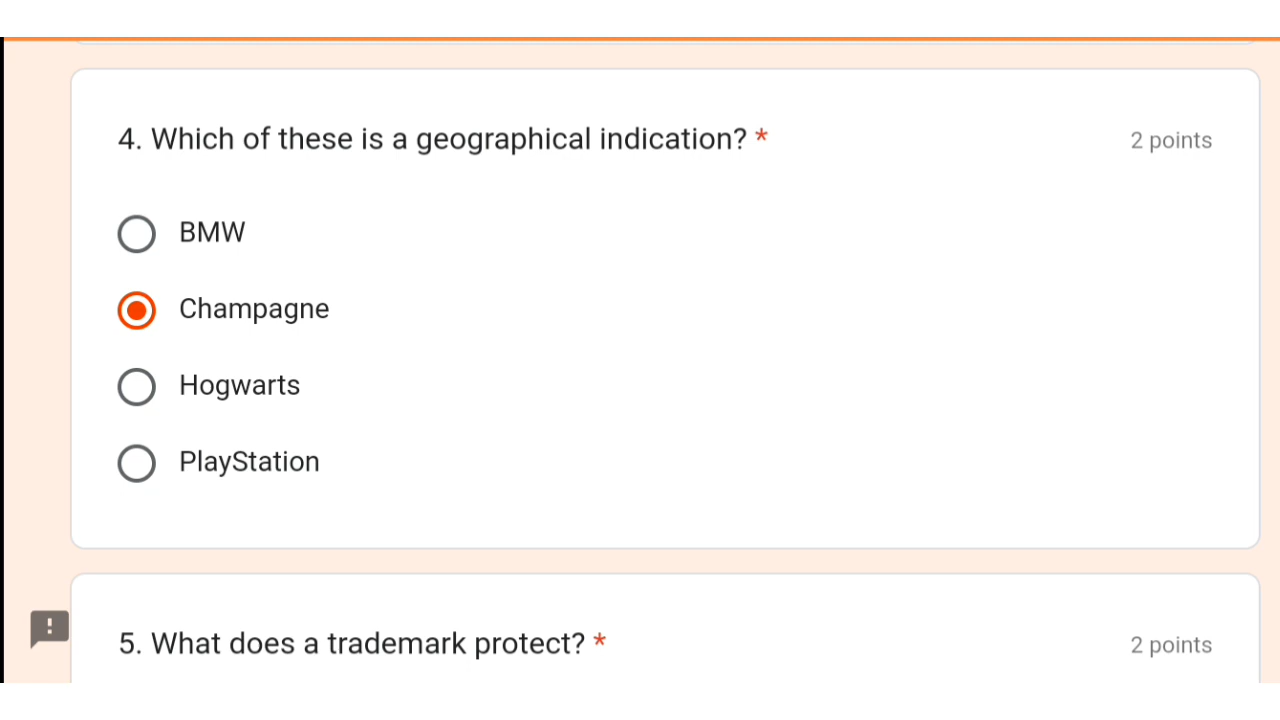 4. Which of these is a geographical indication? *
2 points
BMW
Champagne
Hogwarts
PlayStation
5. What does a trademark protect? *
2 points